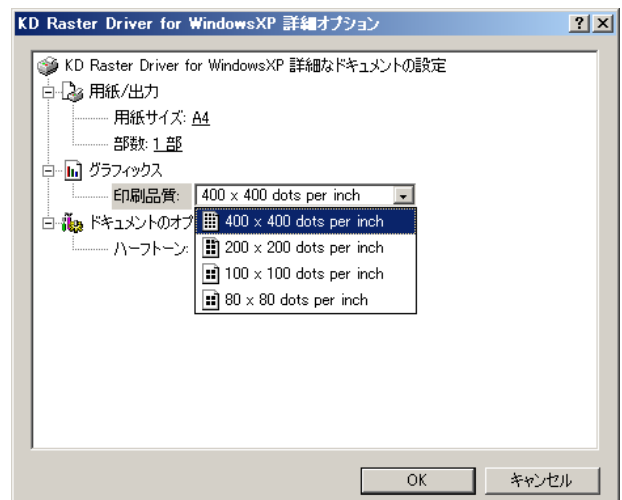 KD Raster Driver for WindowsXP 詳細オプション
KD Raster Driver for WindowsXP 詳細なドキュメントの設定
用紙/出力
用紙サイズ: A4
部数: 1 部
グラフィックス
印刷品質: 400 x 400 dots per inch
ドキュメントのオプ
400 x 400 dots per inch
ハーフトーン:
200 x 200 dots per inch
100 x 100 dots per inch
80 x 80 dots per inch
OK キャンセル